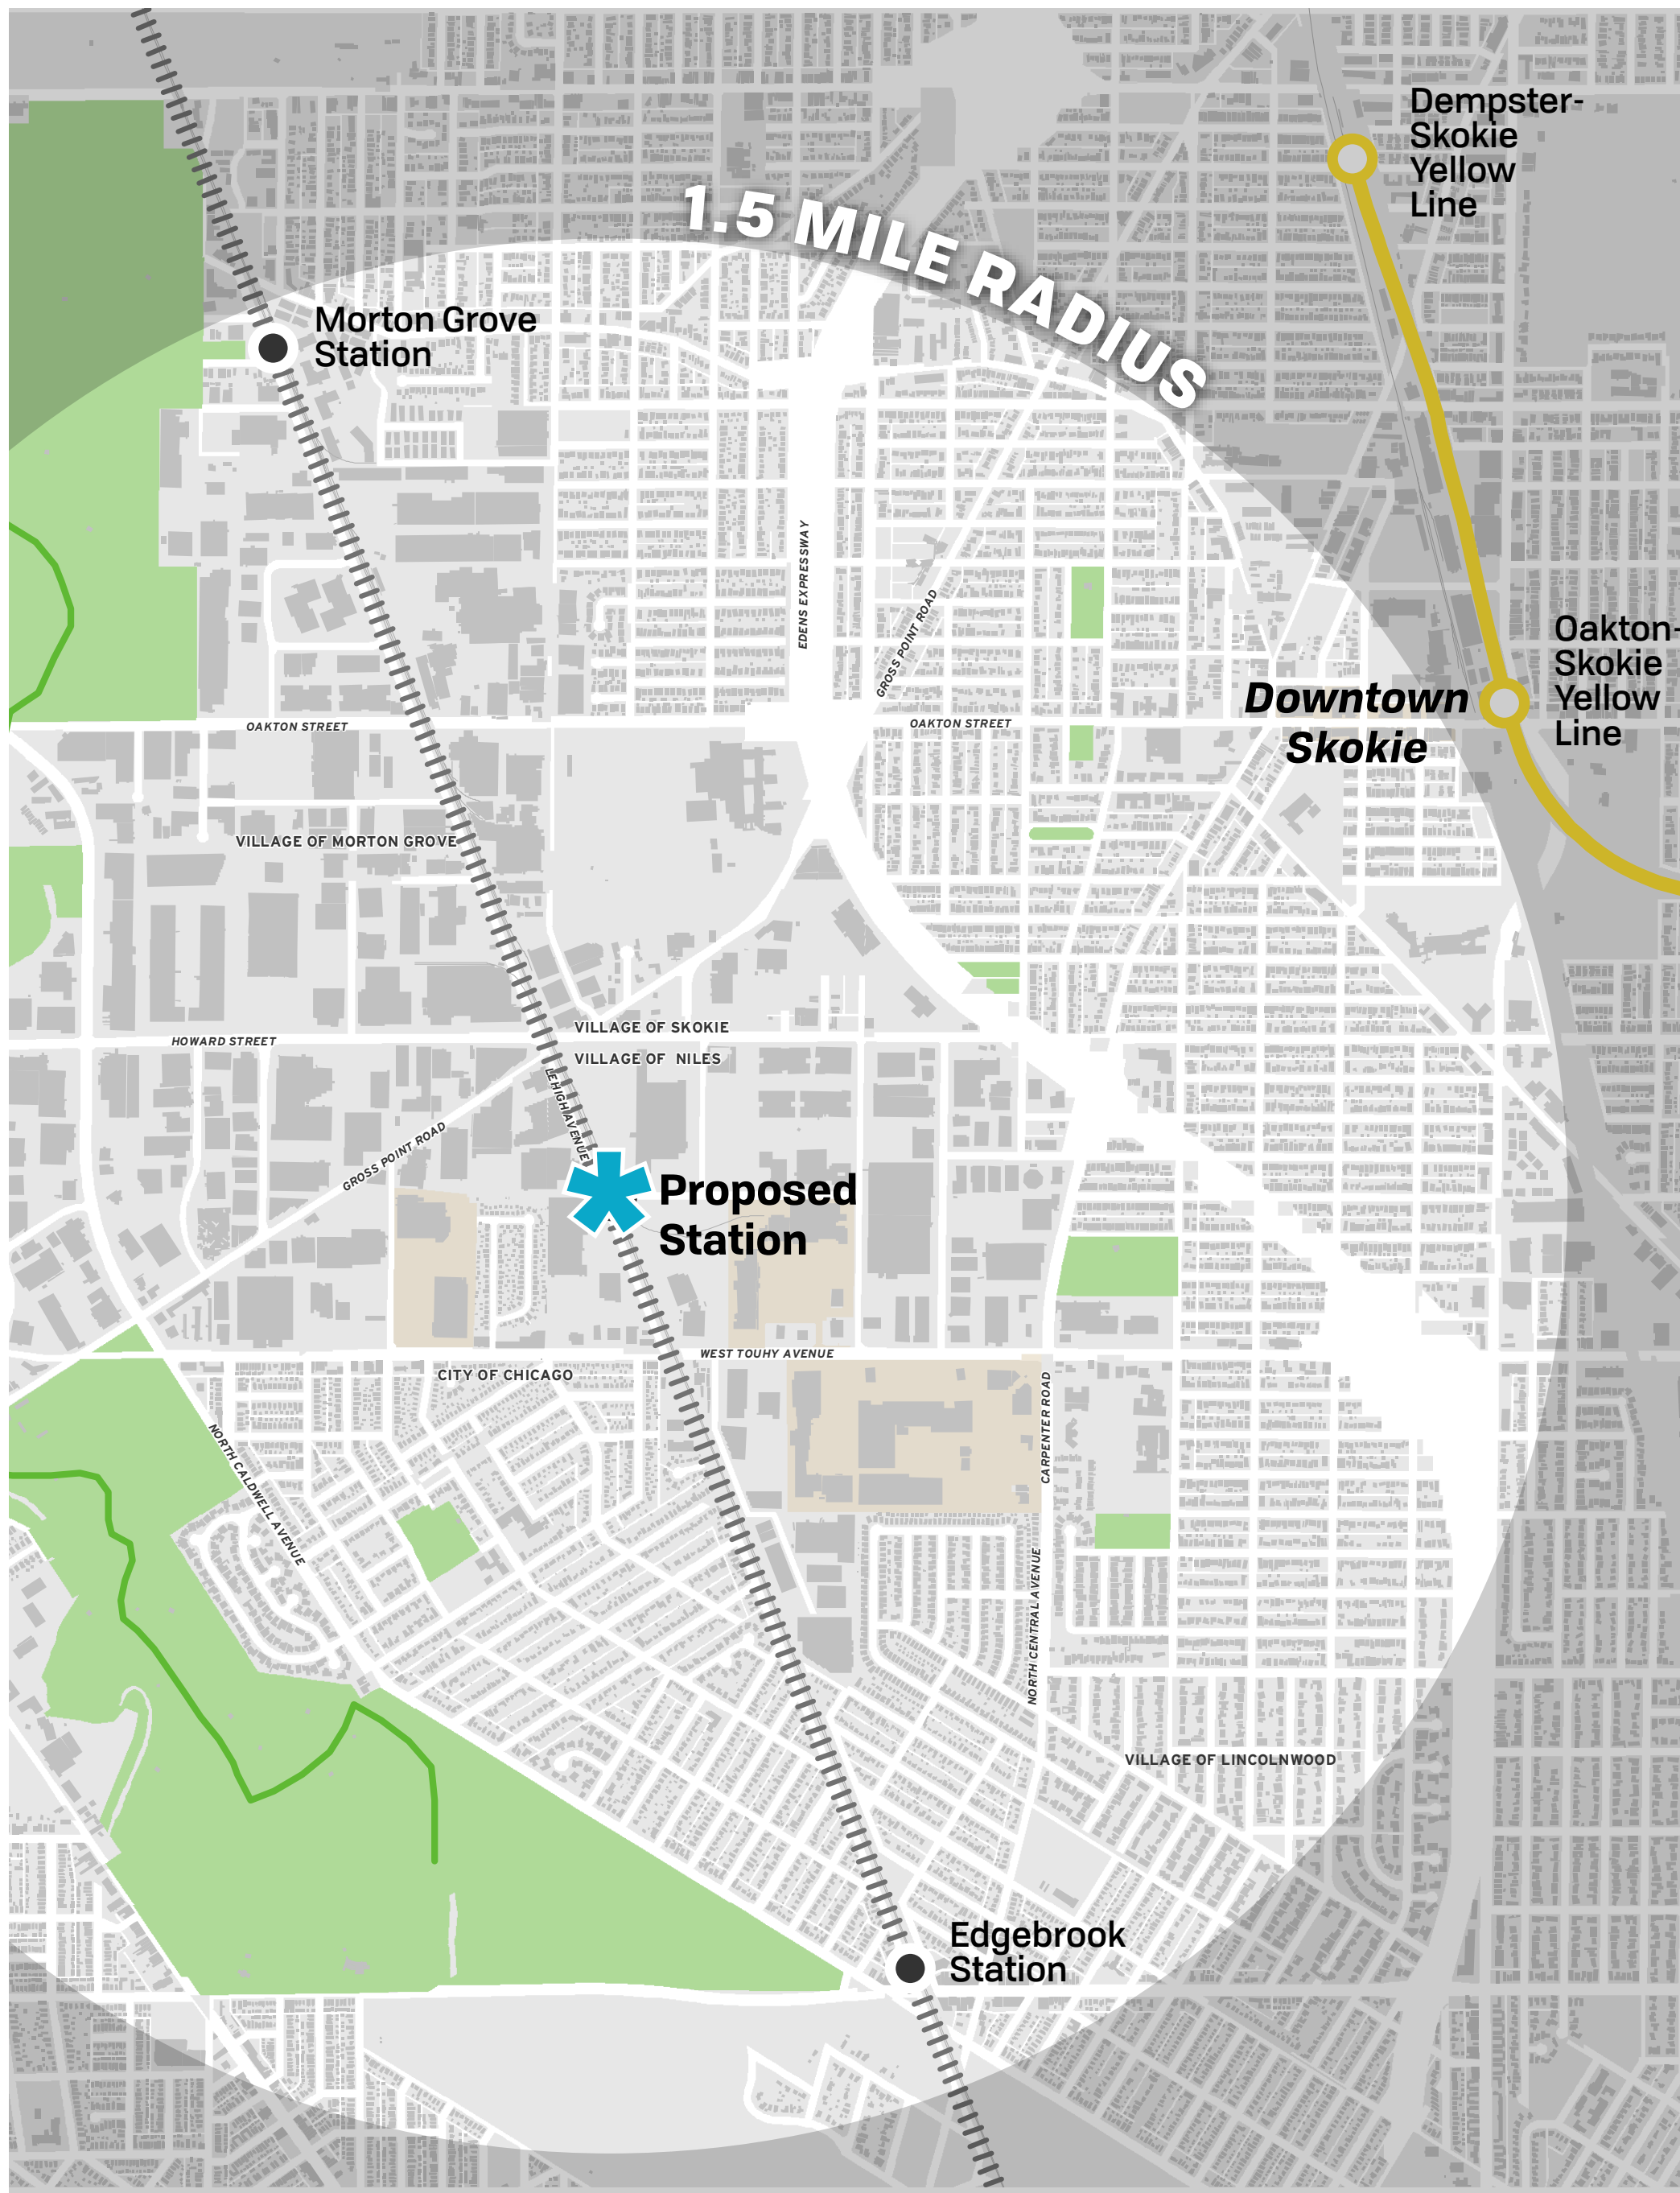 Dempster-
Skokie
Yellow
Line
1.5 MILE RADIUS
Morton Grove
Station
EDENS EXPRESSWAY
GROSS POINT ROAD
Oakton-
Skokie
Yellow
Line
Downtown
Skokie
OAKTON STREET
OAKTON STREET
VILLAGE OF MORTON GROVE
VILLAGE OF SKOKIE
HOWARD STREET
VILLAGE OF NILES
LEHIGH AVENUE
GROSS POINT ROAD
Proposed
Station
WEST TOUHY AVENUE
CITY OF CHICAGO
CARPENTER ROAD
NORTH CALDWELL AVENUE
NORTH CENTRAL AVENUE
VILLAGE OF LINCOLNWOOD
Edgebrook
Station